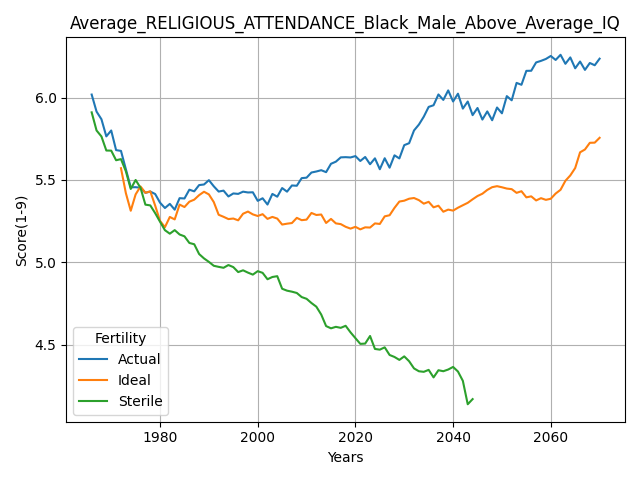 Average_RELIGIOUS_ATTENDANCE_Black_Male_Above_Average_IQ
Score(1-9)
6.0
5.5
5.0
4.5
Fertility
Actual
Ideal
Sterile
1980
2000
2020
2040
2060
Years